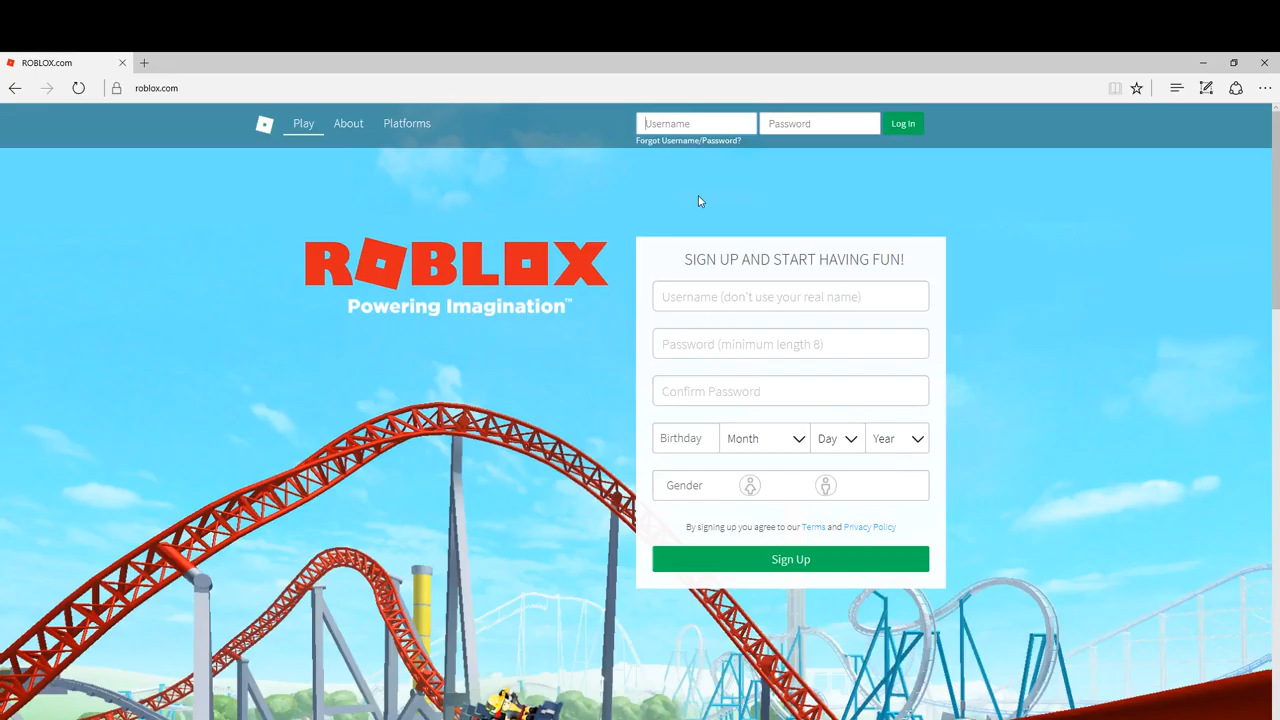 ROBLOX.com
roblox.com
Play About Platforms
Username Password Log In
Forgot Username/Password?
ROBLOX
Powering Imagination™
SIGN UP AND START HAVING FUN!
Username (don't use your real name)
Password (minimum length 8)
Confirm Password
Birthday Month Day Year
Gender
By signing up you agree to our Terms and Privacy Policy
Sign Up